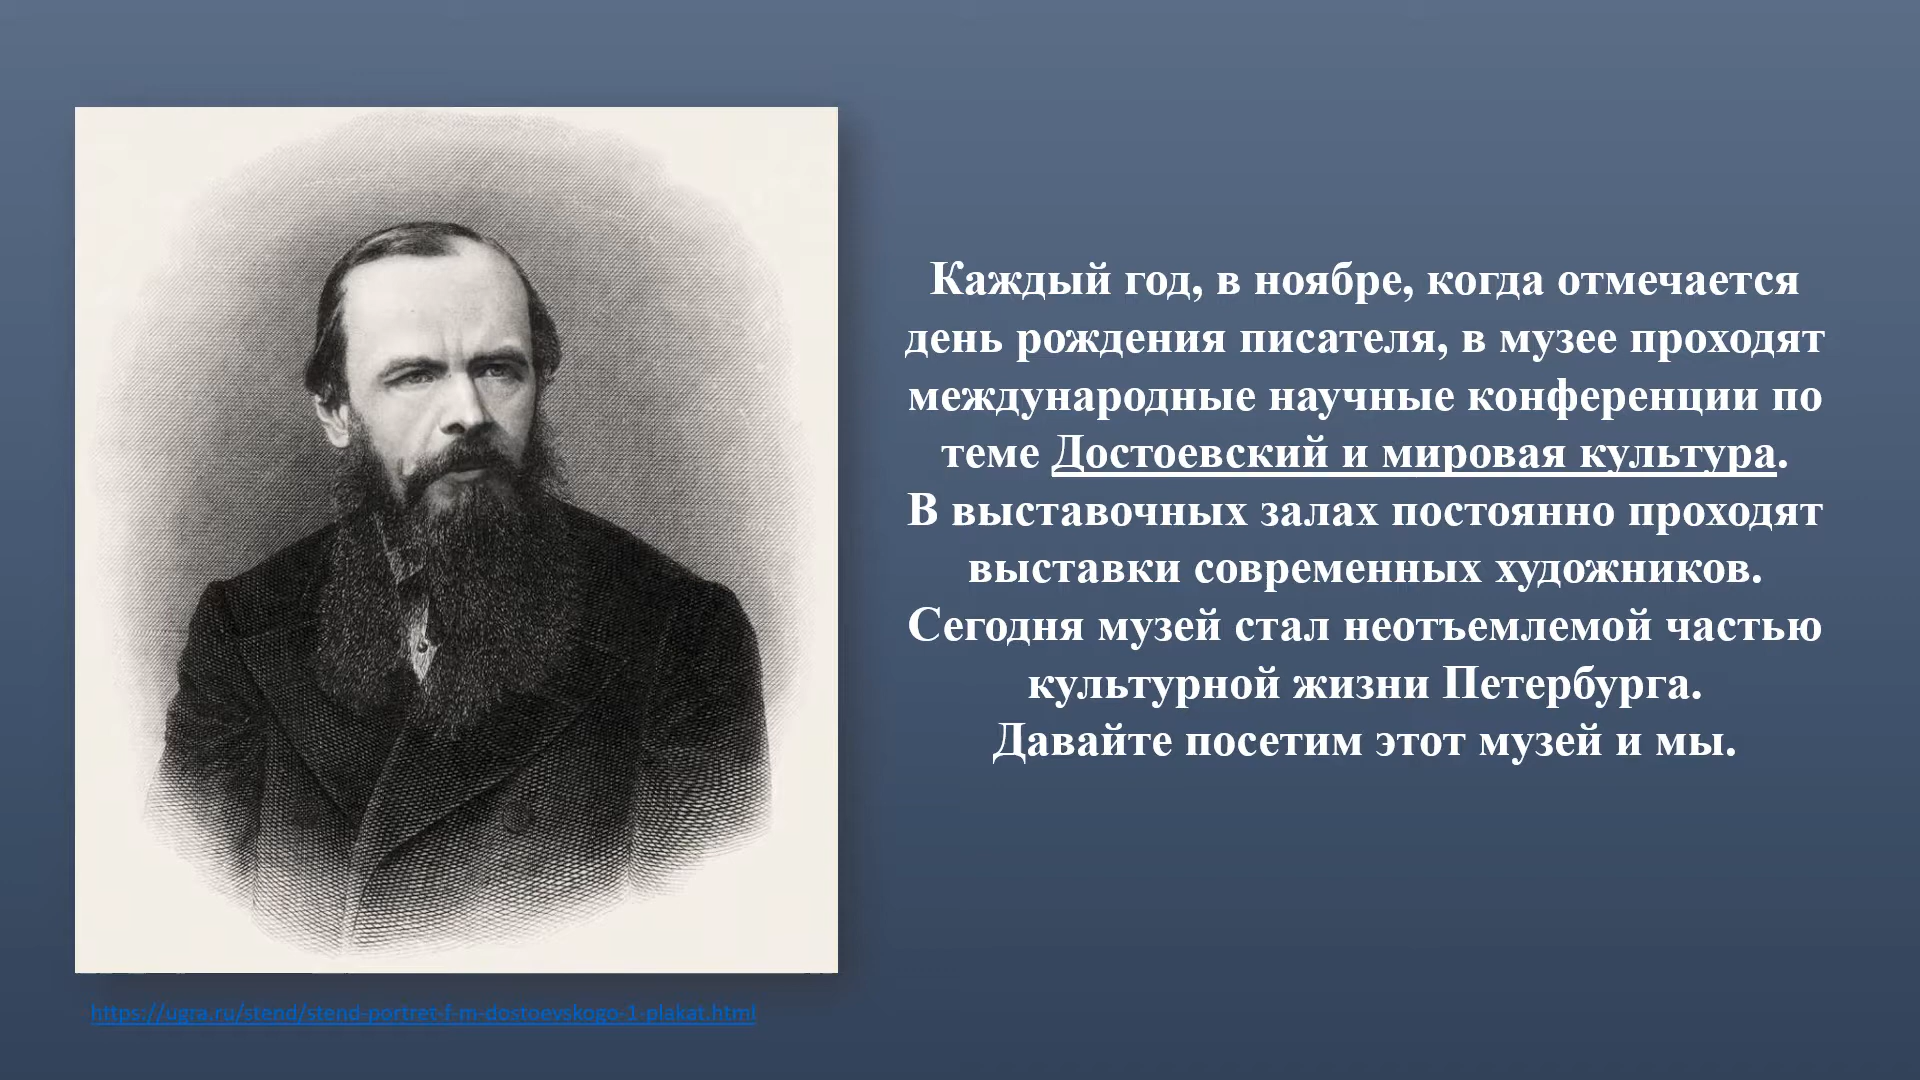 Каждый год, в ноябре, когда отмечается
день рождения писателя, в музее проходят
международные научные конференции по
теме Достоевский и мировая культура.
В выставочных залах постоянно проходят
выставки современных художников.
Сегодня музей стал неотъемлемой частью
культурной жизни Петербурга.
Давайте посетим этот музей и мы.
https://ugra.ru/stend/stend-portret-f-m-dostoevskogo-1-plakat.html